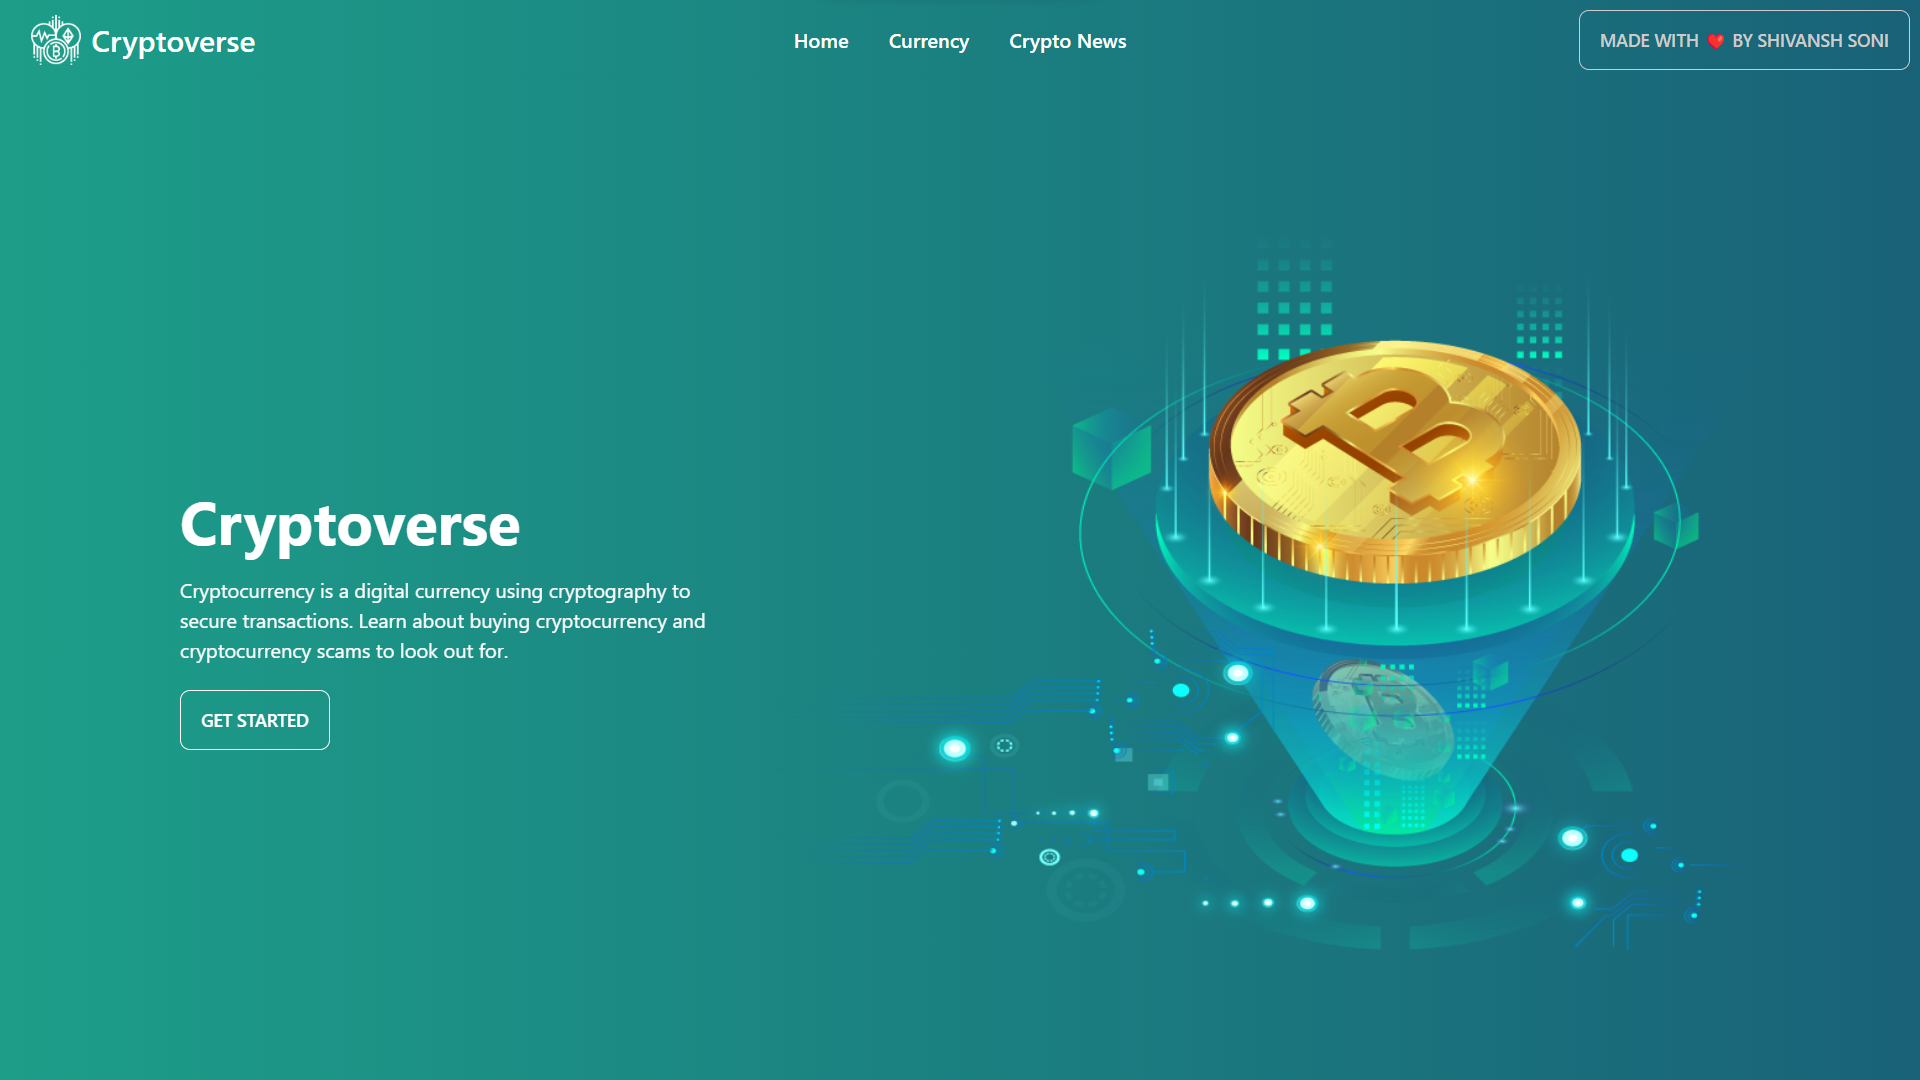 Cryptoverse
Home
Currency
Crypto News
MADE WITH ❤️ BY SHIVANSH SONI
Cryptoverse
Cryptocurrency is a digital currency using cryptography to
secure transactions. Learn about buying cryptocurrency and
cryptocurrency scams to look out for.
GET STARTED